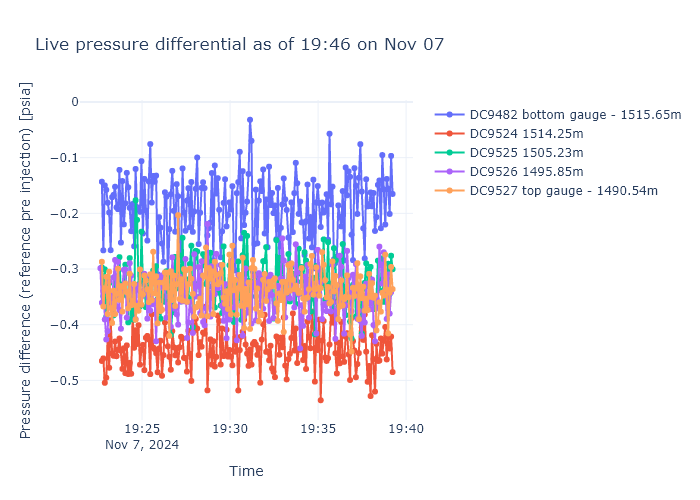 Live pressure differential as of 19:46 on Nov 07
Pressure difference (reference pre injection) [psia]
0
−0.1
−0.2
−0.3
−0.4
−0.5
19:25
Nov 7, 2024
19:30
19:35
19:40
Time
DC9482 bottom gauge - 1515.65m
DC9524 1514.25m
DC9525 1505.23m
DC9526 1495.85m
DC9527 top gauge - 1490.54m